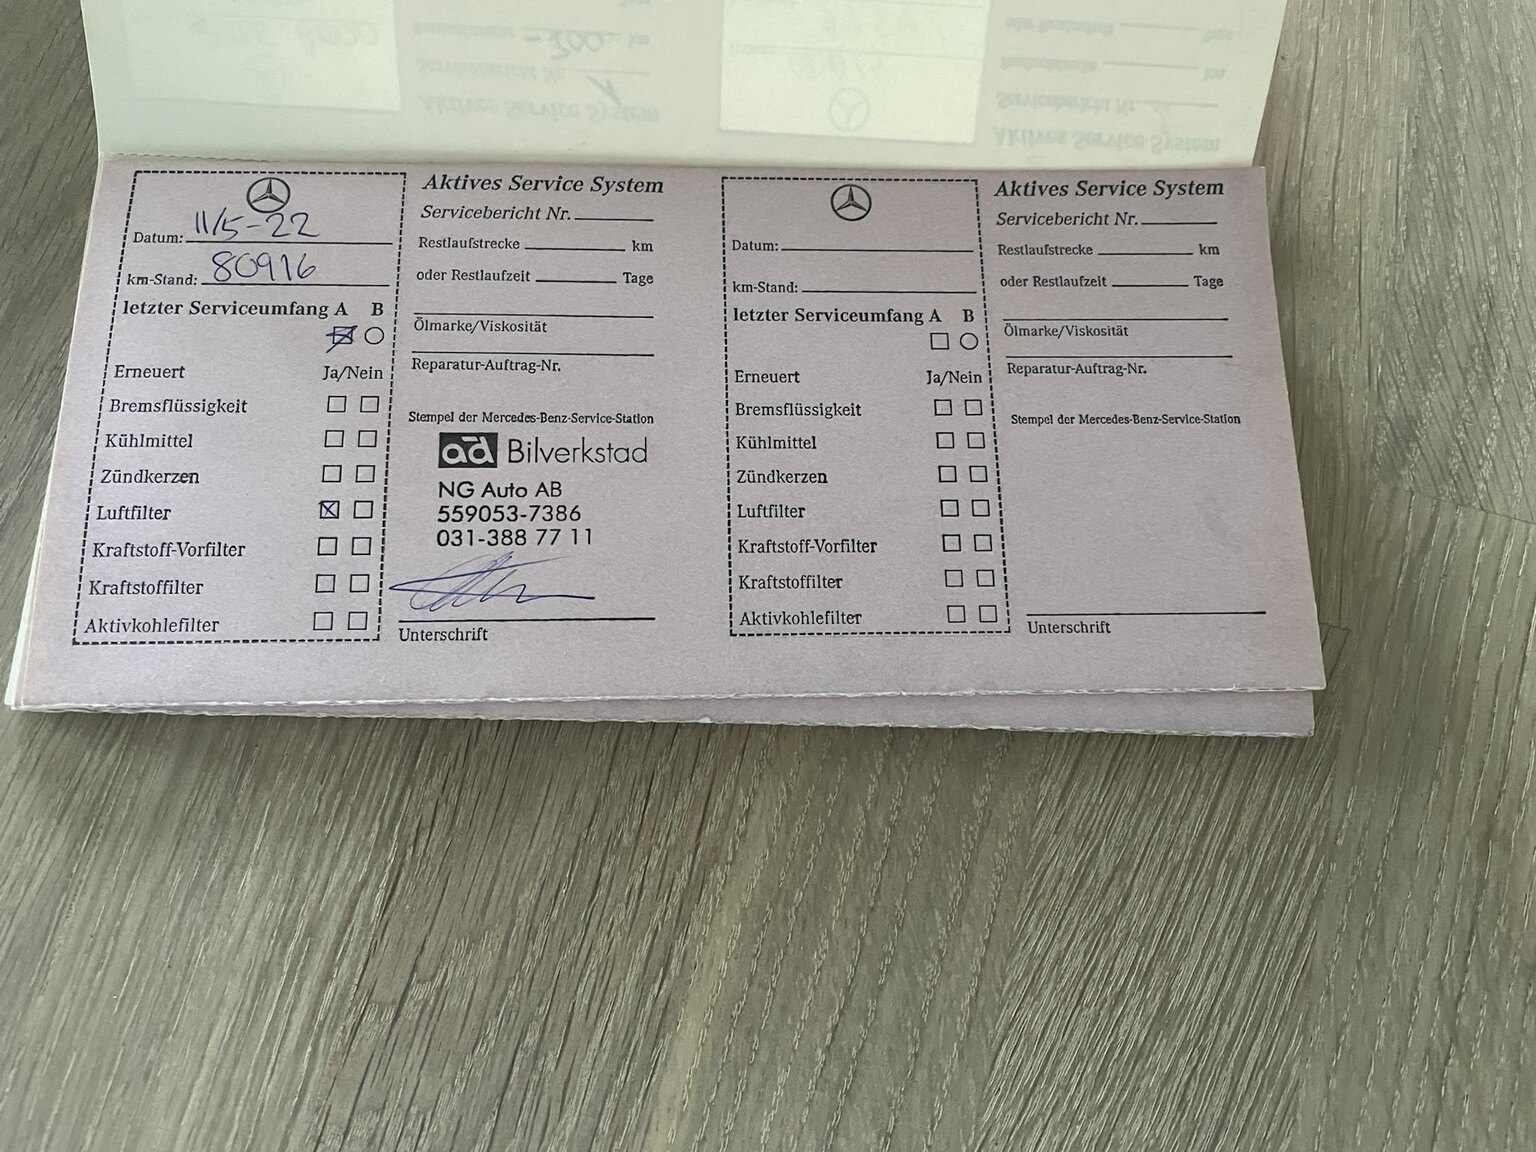 11/5-22
Datum:
80916
km-Stand:
letzter Serviceumfang A B
Erneuert Ja/Nein
Bremsflüssigkeit
Kühlmittel
Zündkerzen
Luftfilter
Kraftstoff-Vorfilter
Kraftstoffilter
Aktivkohlefilter
Aktives Service System
Servicebericht Nr.
Restlaufstrecke km
oder Restlaufzeit Tage
Ölmarke/Viskosität
Reparatur-Auftrag-Nr.
Stempel der Mercedes-Benz-Service-Station
ad Bilverkstad
NG Auto AB
559053-7386
031-388 77 11
Unterschrift
Datum:
km-Stand:
letzter Serviceumfang A B
Erneuert Ja/Nein
Bremsflüssigkeit
Kühlmittel
Zündkerzen
Luftfilter
Kraftstoff-Vorfilter
Kraftstoffilter
Aktivkohlefilter
Aktives Service System
Servicebericht Nr.
Restlaufstrecke km
oder Restlaufzeit Tage
Ölmarke/Viskosität
Reparatur-Auftrag-Nr.
Stempel der Mercedes-Benz-Service-Station
Unterschrift